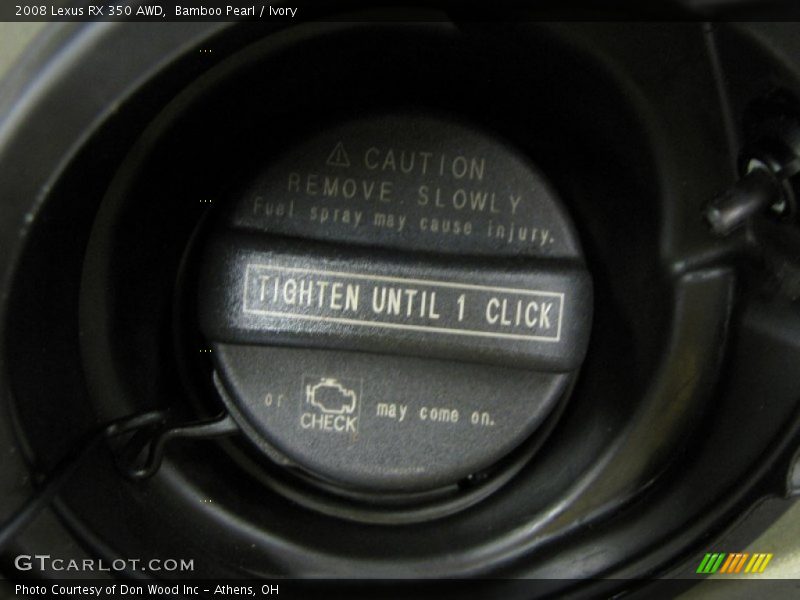 2008 Lexus RX 350 AWD, Bamboo Pearl / Ivory
CAUTION
REMOVE SLOWLY
Fuel spray may cause injury.
TIGHTEN UNTIL 1 CLICK
or CHECK may come on.
GTCARLOT.COM
Photo Courtesy of Don Wood Inc - Athens, OH